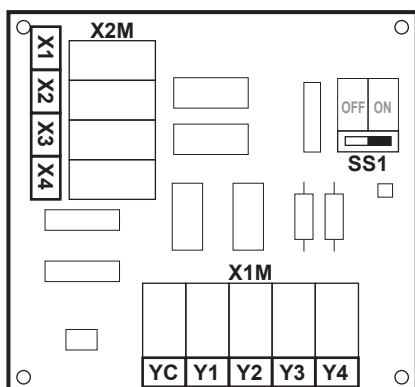 X2M
X1
X2
X3
X4
OFF ON
SS1
X1M
YC Y1 Y2 Y3 Y4